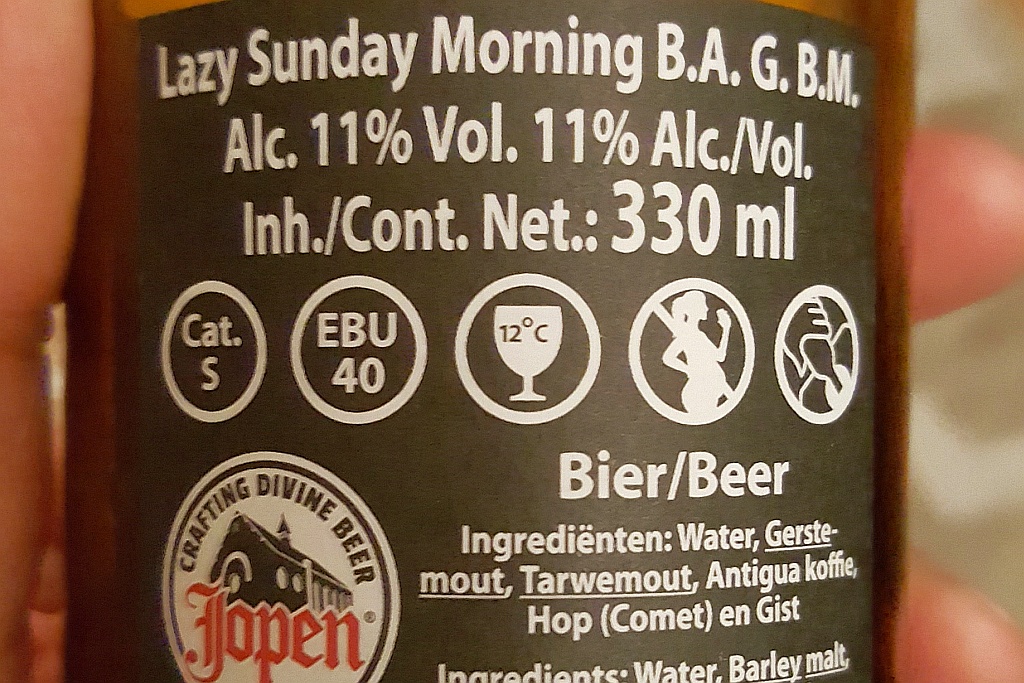 Lazy Sunday Morning B.A. G. B.M.
Alc. 11% Vol. 11% Alc./Vol.
Inh./Cont. Net.: 330 ml
Cat.
S
EBU
40
12°C
Bier/Beer
Ingrediënten: Water, Gerste-
mout, Tarwemout, Antigua koffie,
Hop (Comet) en Gist
Ingredients: Water, Barley malt,
CRAFTING DIVINE BEER
Jopen®